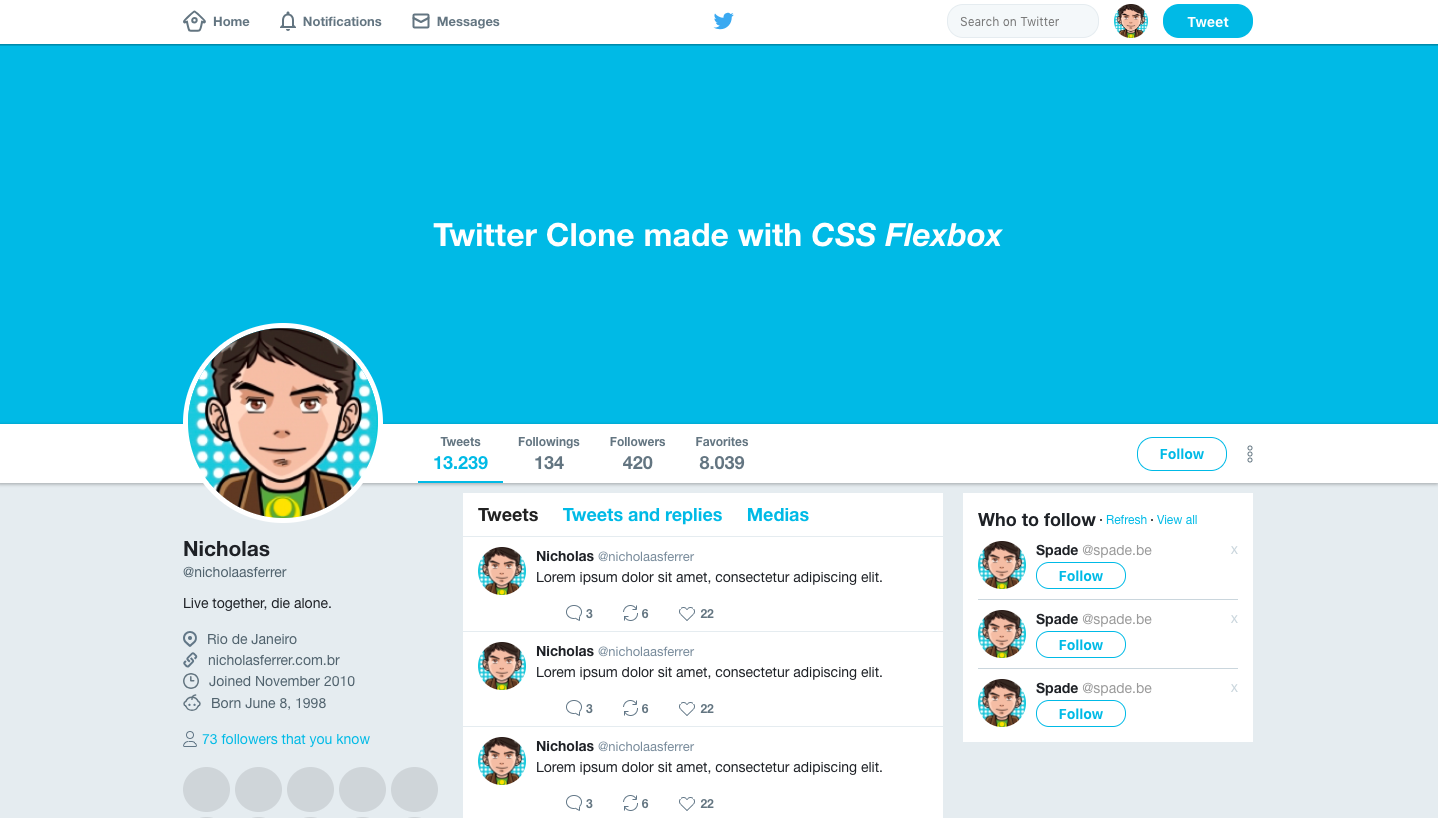 Home Notifications Messages Search on Twitter Tweet
Twitter Clone made with CSS Flexbox
Tweets Followings Followers Favorites
13.239 134 420 8.039
Follow
Nicholas
@nicholaasferrer
Live together, die alone.
Rio de Janeiro
nicholasferrer.com.br
Joined November 2010
Born June 8, 1998
73 followers that you know
Tweets Tweets and replies Medias
Nicholas @nicholaasferrer
Lorem ipsum dolor sit amet, consectetur adipiscing elit.
3 6 22
Nicholas @nicholaasferrer
Lorem ipsum dolor sit amet, consectetur adipiscing elit.
3 6 22
Nicholas @nicholaasferrer
Lorem ipsum dolor sit amet, consectetur adipiscing elit.
3 6 22
Who to follow · Refresh · View all
Spade @spade.be x
Follow
Spade @spade.be x
Follow
Spade @spade.be x
Follow